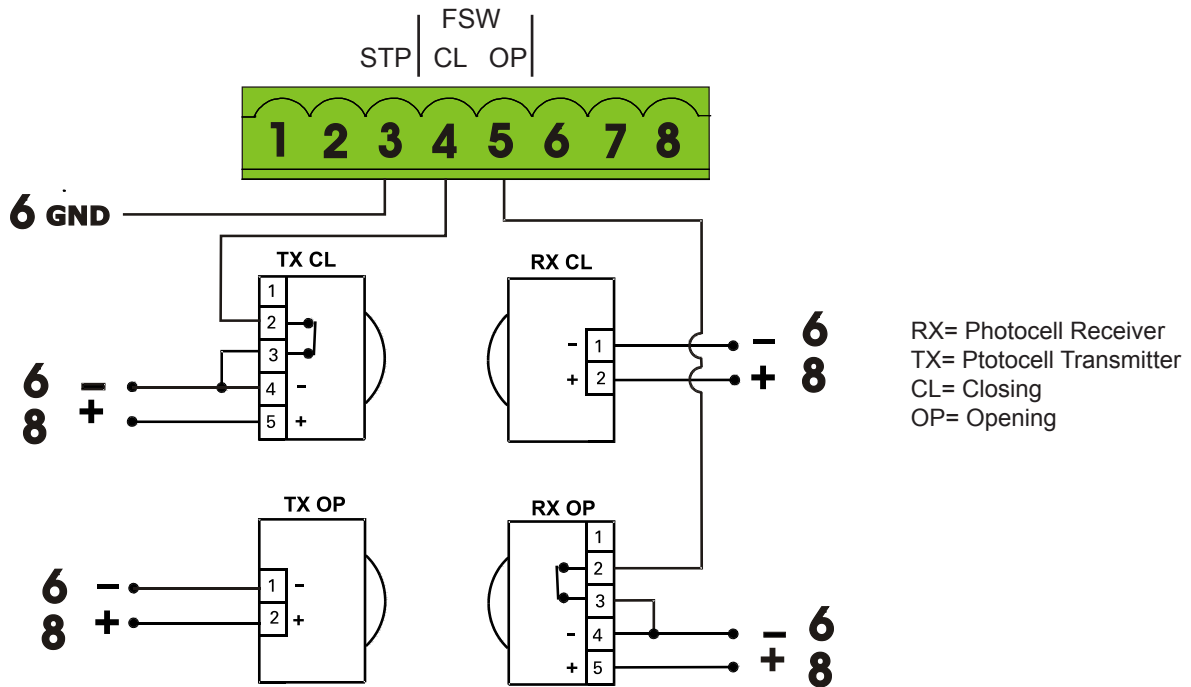 FSW
STP CL OP
1 2 3 4 5 6 7 8
6 GND
TX CL
1
2
3
4 -
5 +
6 -
8 +
RX CL
- 1
+ 2
- 6
+ 8
RX= Photocell Receiver
TX= Ptotocell Transmitter
CL= Closing
OP= Opening
TX OP
1 -
2 +
6 -
8 +
RX OP
1
2
3
- 4
+ 5
- 6
+ 8